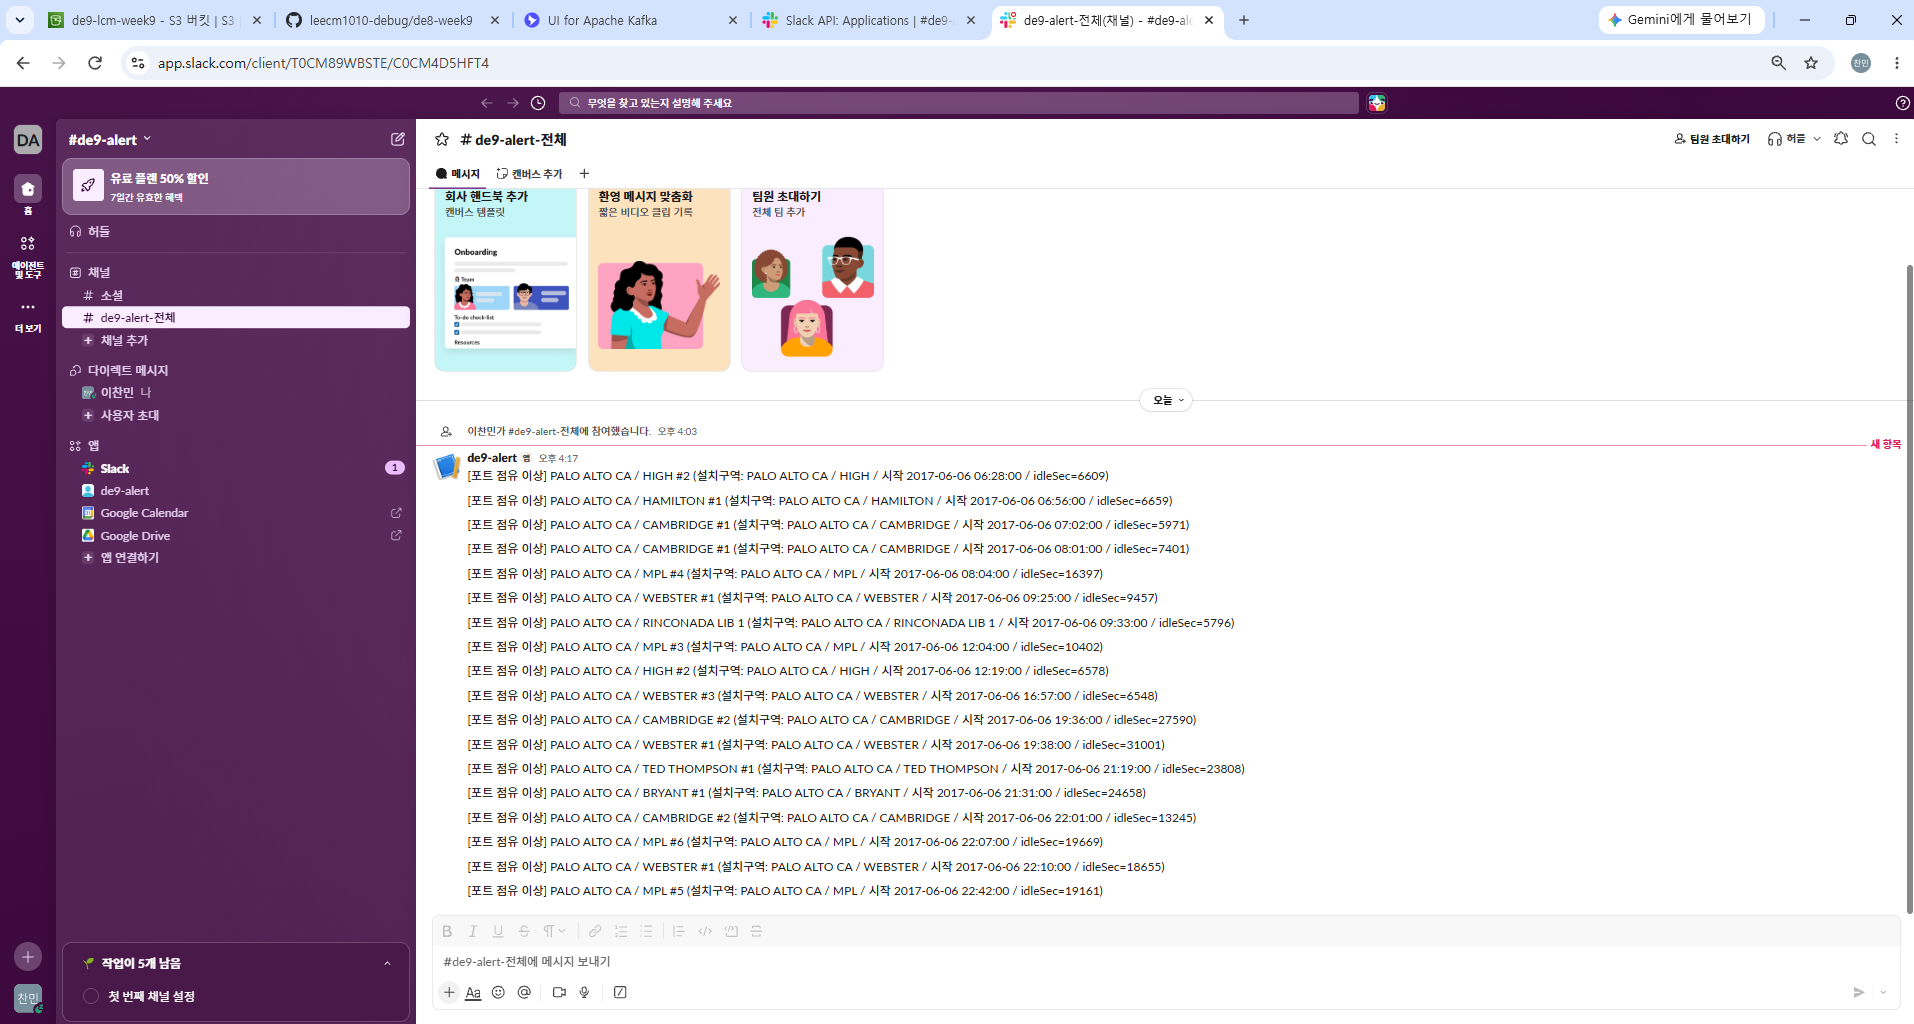 de9-lcm-week9 - S3 버킷 | S3
leecm1010-debug/de8-week9
UI for Apache Kafka
Slack API: Applications | #de9-
de9-alert-전체(채널) - #de9-ale
Gemini에게 물어보기
app.slack.com/client/T0CM89WBSTE/C0CM4D5HFT4
찬민
무엇을 찾고 있는지 설명해 주세요
DA
홈
에이전트
및 도구
더 보기
#de9-alert
유료 플랜 50% 할인
7일간 유효한 혜택
허들
채널
# 소셜
# de9-alert-전체
채널 추가
다이렉트 메시지
이찬민 나
사용자 초대
앱
Slack 1
de9-alert
Google Calendar
Google Drive
앱 연결하기
작업이 5개 남음
첫 번째 채널 설정
찬민
# de9-alert-전체
팀원 초대하기
허들
메시지
캔버스 추가
회사 핸드북 추가
캔버스 템플릿
Onboarding
Team
To-do check-list
Resources
환영 메시지 맞춤화
짧은 비디오 클립 기록
팀원 초대하기
전체 팀 추가
오늘
이찬민가 #de9-alert-전체에 참여했습니다. 오후 4:03
새 항목
de9-alert 앱 오후 4:17
[포트 점유 이상] PALO ALTO CA / HIGH #2 (설치구역: PALO ALTO CA / HIGH / 시작 2017-06-06 06:28:00 / idleSec=6609)
[포트 점유 이상] PALO ALTO CA / HAMILTON #1 (설치구역: PALO ALTO CA / HAMILTON / 시작 2017-06-06 06:56:00 / idleSec=6659)
[포트 점유 이상] PALO ALTO CA / CAMBRIDGE #1 (설치구역: PALO ALTO CA / CAMBRIDGE / 시작 2017-06-06 07:02:00 / idleSec=5971)
[포트 점유 이상] PALO ALTO CA / CAMBRIDGE #1 (설치구역: PALO ALTO CA / CAMBRIDGE / 시작 2017-06-06 08:01:00 / idleSec=7401)
[포트 점유 이상] PALO ALTO CA / MPL #4 (설치구역: PALO ALTO CA / MPL / 시작 2017-06-06 08:04:00 / idleSec=16397)
[포트 점유 이상] PALO ALTO CA / WEBSTER #1 (설치구역: PALO ALTO CA / WEBSTER / 시작 2017-06-06 09:25:00 / idleSec=9457)
[포트 점유 이상] PALO ALTO CA / RINCONADA LIB 1 (설치구역: PALO ALTO CA / RINCONADA LIB 1 / 시작 2017-06-06 09:33:00 / idleSec=5796)
[포트 점유 이상] PALO ALTO CA / MPL #3 (설치구역: PALO ALTO CA / MPL / 시작 2017-06-06 12:04:00 / idleSec=10402)
[포트 점유 이상] PALO ALTO CA / HIGH #2 (설치구역: PALO ALTO CA / HIGH / 시작 2017-06-06 12:19:00 / idleSec=6578)
[포트 점유 이상] PALO ALTO CA / WEBSTER #3 (설치구역: PALO ALTO CA / WEBSTER / 시작 2017-06-06 16:57:00 / idleSec=6548)
[포트 점유 이상] PALO ALTO CA / CAMBRIDGE #2 (설치구역: PALO ALTO CA / CAMBRIDGE / 시작 2017-06-06 19:36:00 / idleSec=27590)
[포트 점유 이상] PALO ALTO CA / WEBSTER #1 (설치구역: PALO ALTO CA / WEBSTER / 시작 2017-06-06 19:38:00 / idleSec=31001)
[포트 점유 이상] PALO ALTO CA / TED THOMPSON #1 (설치구역: PALO ALTO CA / TED THOMPSON / 시작 2017-06-06 21:19:00 / idleSec=23808)
[포트 점유 이상] PALO ALTO CA / BRYANT #1 (설치구역: PALO ALTO CA / BRYANT / 시작 2017-06-06 21:31:00 / idleSec=24658)
[포트 점유 이상] PALO ALTO CA / CAMBRIDGE #2 (설치구역: PALO ALTO CA / CAMBRIDGE / 시작 2017-06-06 22:01:00 / idleSec=13245)
[포트 점유 이상] PALO ALTO CA / MPL #6 (설치구역: PALO ALTO CA / MPL / 시작 2017-06-06 22:07:00 / idleSec=19669)
[포트 점유 이상] PALO ALTO CA / WEBSTER #1 (설치구역: PALO ALTO CA / WEBSTER / 시작 2017-06-06 22:10:00 / idleSec=18655)
[포트 점유 이상] PALO ALTO CA / MPL #5 (설치구역: PALO ALTO CA / MPL / 시작 2017-06-06 22:42:00 / idleSec=19161)
#de9-alert-전체에 메시지 보내기